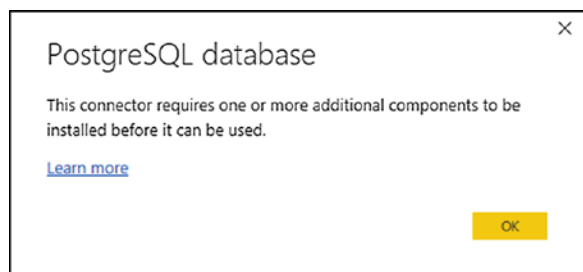 PostgreSQL database
This connector requires one or more additional components to be
installed before it can be used.
Learn more
OK